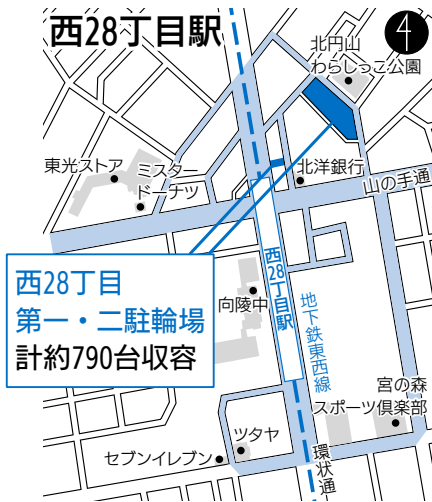 西28丁目駅
4
北円山
わらしっこ公園
東光ストア
ミスター
ドーナツ
北洋銀行
山の手通
西28丁目
第一・二駐輪場
計約790台収容
西28丁目駅
向陵中
地下鉄東西線
宮の森
スポーツ倶楽部
ツタヤ
セブンイレブン
環状通